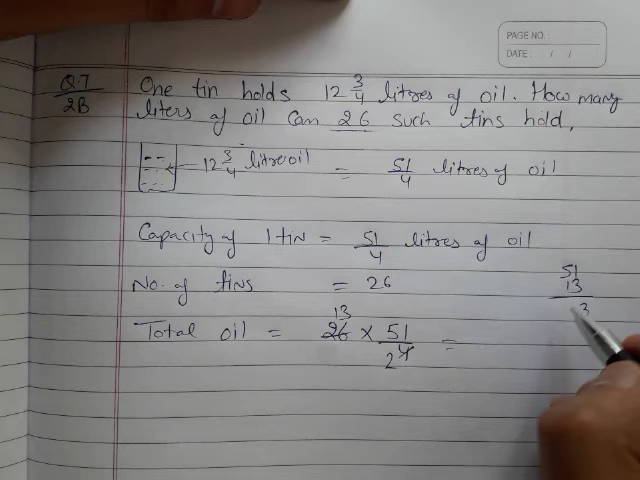 PAGE NO.:
DATE: / /
Q.7 One tin holds 12 3/4 litres of oil. How many
2B liters of oil can 26 such tins hold,
12 3/4 litre oil = 51/4 litres of oil
Capacity of 1 tin = 51/4 litres of oil
No. of tins = 26
51
13
3
13
Total oil = 26 × 51/4 =
2